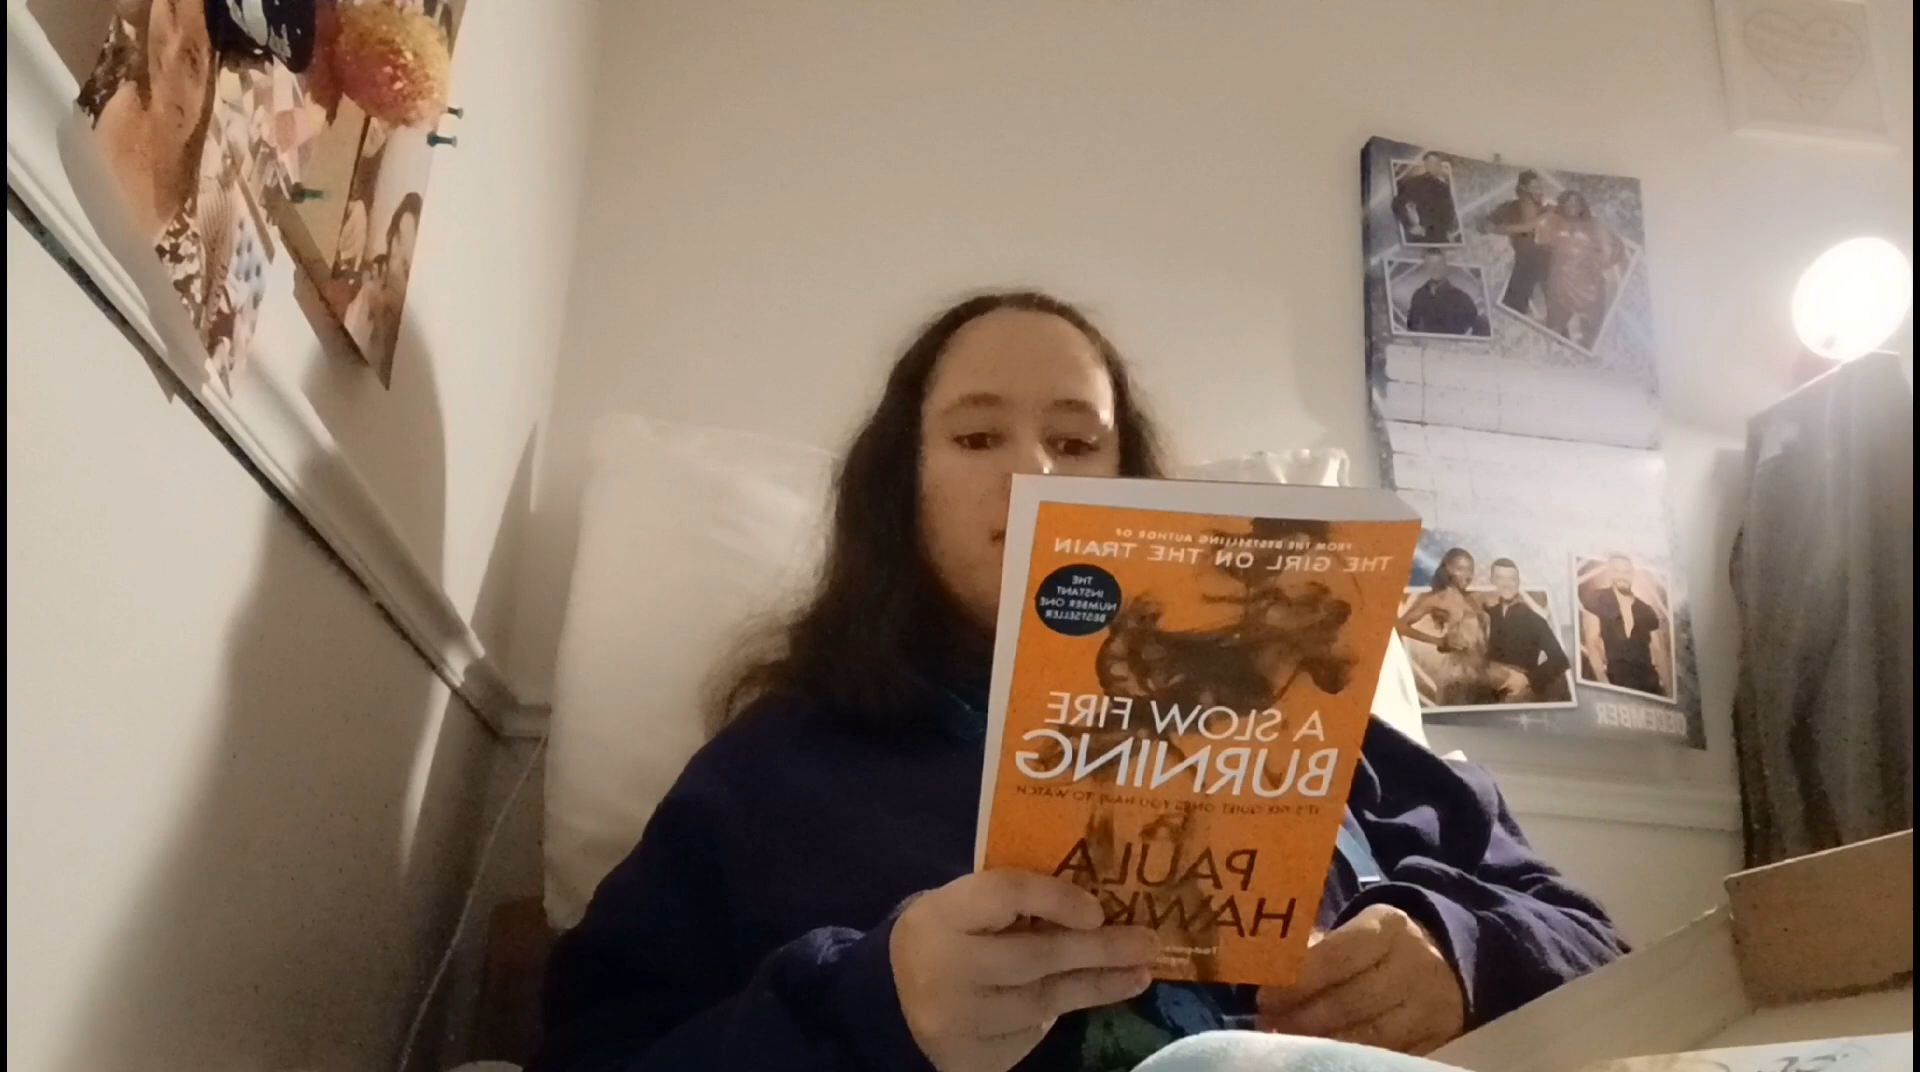 FROM THE BESTSELLING AUTHOR OF
THE GIRL ON THE TRAIN
THE
INSTANT
NUMBER ONE
BESTSELLER
A SLOW FIRE
BURNING
IT'S THE QUIET ONES YOU HAVE TO WATCH
PAULA
HAWK
DECEMBER